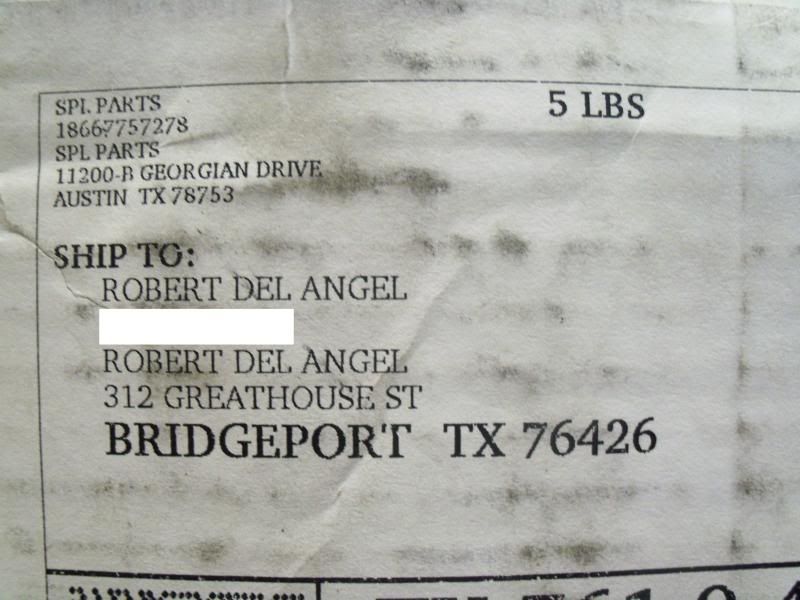 SPL PARTS
5 LBS
18667757278
SPL PARTS
11200-B GEORGIAN DRIVE
AUSTIN TX 78753
SHIP TO:
ROBERT DEL ANGEL
ROBERT DEL ANGEL
312 GREATHOUSE ST
BRIDGEPORT TX 76426